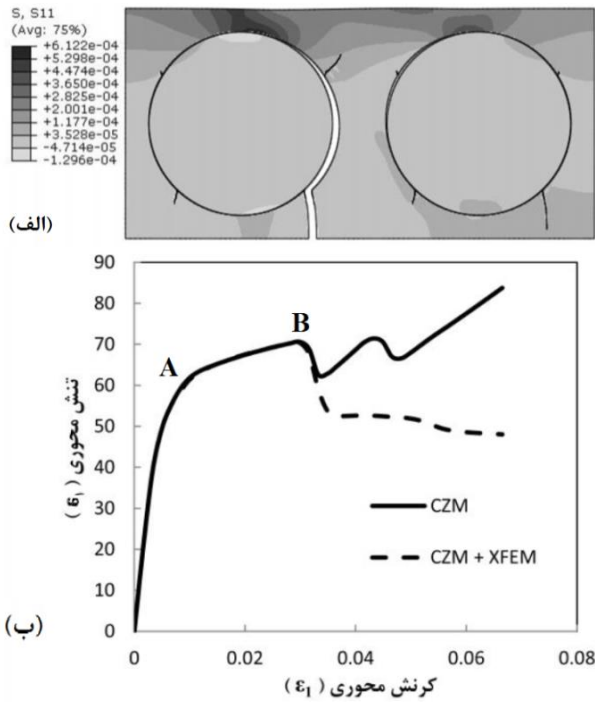 S, S11
(Avg: 75%)
+6.122e-04
+5.298e-04
+4.474e-04
+3.650e-04
+2.825e-04
+2.001e-04
+1.177e-04
+3.528e-05
-4.714e-05
-1.296e-04
(الف)
90
80
70
60
50
40
30
20
10
0
A
B
تنش محوری (σ₁)
CZM
CZM + XFEM
(ب)
0
0.02
0.04
0.06
0.08
کرنش محوری (ε₁)